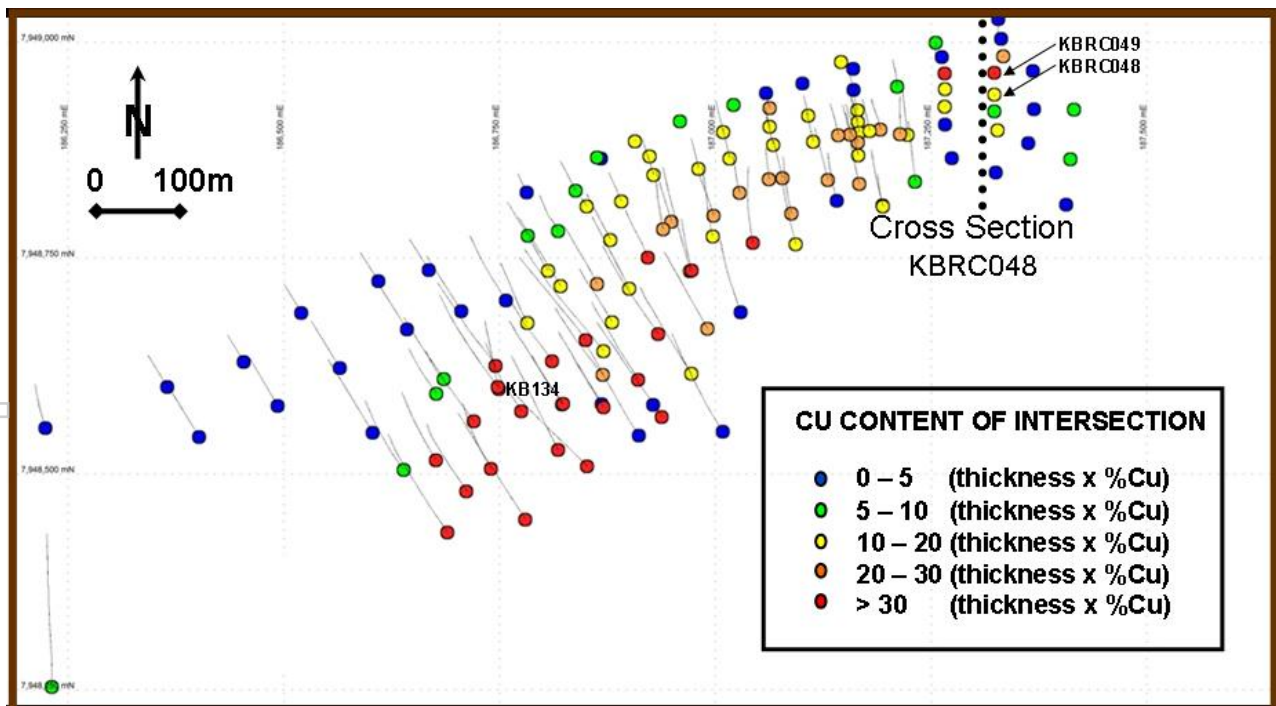 7,949,000 mN
KBRC049
KBRC048
N
186,250 mE
186,500 mE
186,750 mE
187,000 mE
187,250 mE
187,500 mE
0 100m
Cross Section
KBRC048
7,948,750 mN
KB134
CU CONTENT OF INTERSECTION
0 – 5 (thickness x %Cu)
5 – 10 (thickness x %Cu)
10 – 20 (thickness x %Cu)
20 – 30 (thickness x %Cu)
> 30 (thickness x %Cu)
7,948,500 mN